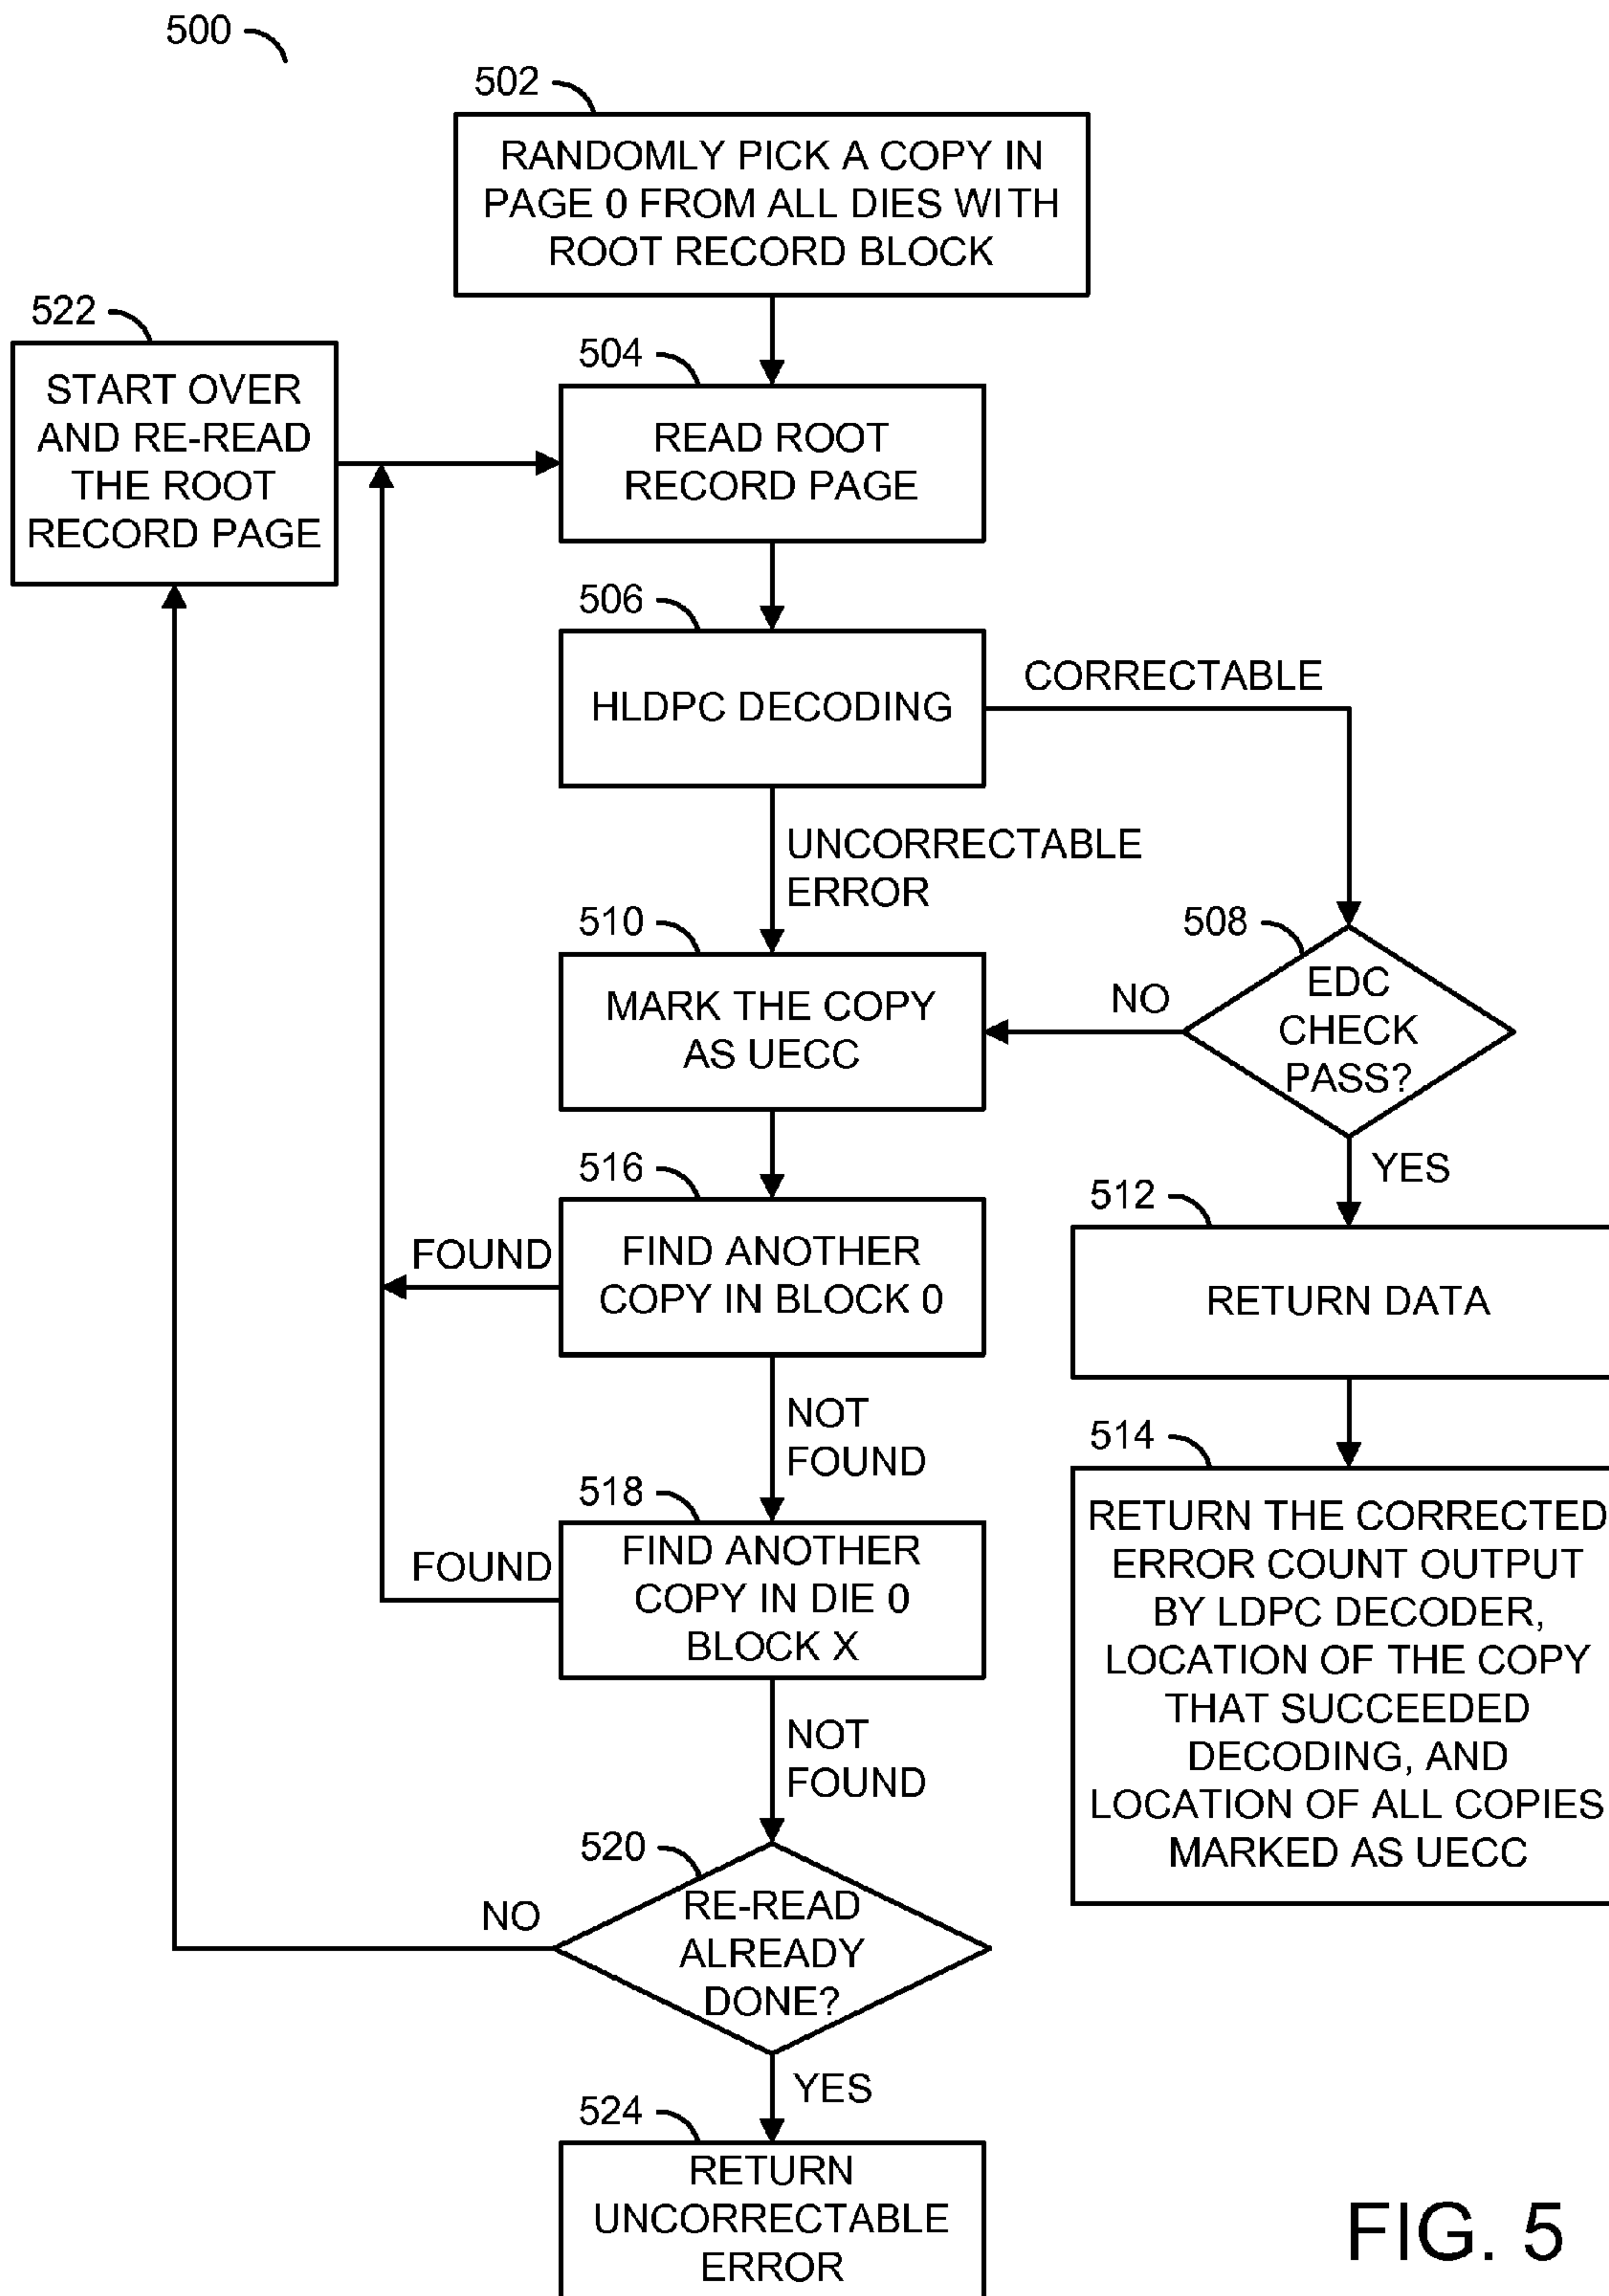 500
502
RANDOMLY PICK A COPY IN
PAGE 0 FROM ALL DIES WITH
ROOT RECORD BLOCK
522
START OVER
AND RE-READ
THE ROOT
RECORD PAGE
504
READ ROOT
RECORD PAGE
506
HLDPC DECODING
CORRECTABLE
UNCORRECTABLE
ERROR
508
EDC
CHECK
PASS?
NO
510
MARK THE COPY
AS UECC
YES
516
FIND ANOTHER
COPY IN BLOCK 0
FOUND
512
RETURN DATA
NOT
FOUND
514
RETURN THE CORRECTED
ERROR COUNT OUTPUT
BY LDPC DECODER,
LOCATION OF THE COPY
THAT SUCCEEDED
DECODING, AND
LOCATION OF ALL COPIES
MARKED AS UECC
518
FIND ANOTHER
COPY IN DIE 0
BLOCK X
FOUND
NOT
FOUND
520
RE-READ
ALREADY
DONE?
NO
YES
524
RETURN
UNCORRECTABLE
ERROR
FIG. 5